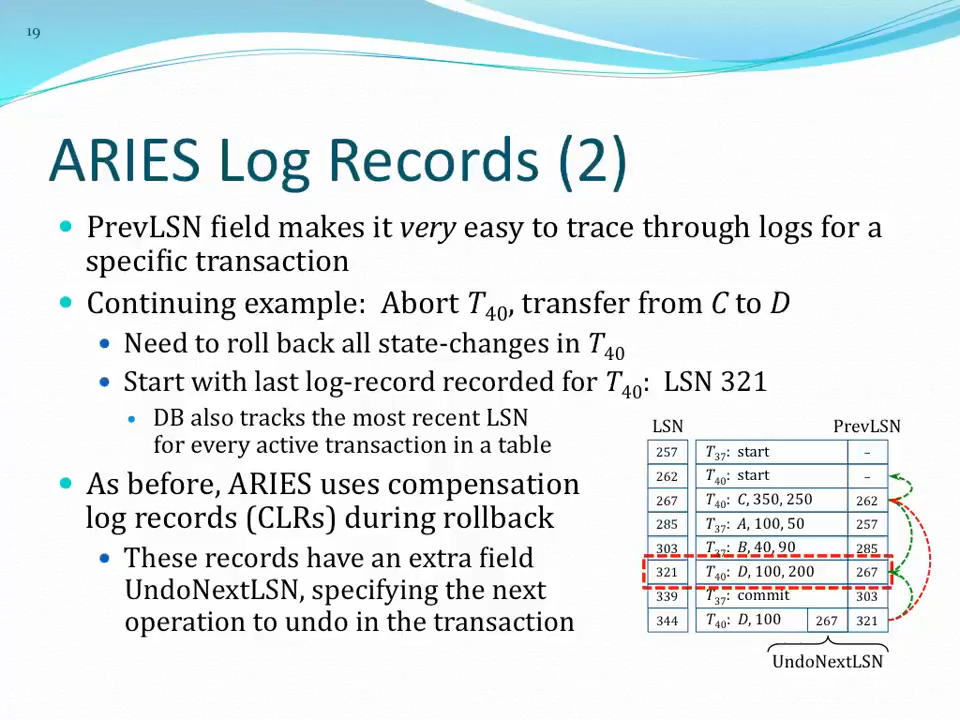 19
ARIES Log Records (2)
• PrevLSN field makes it very easy to trace through logs for a
specific transaction
• Continuing example: Abort T40, transfer from C to D
• Need to roll back all state-changes in T40
• Start with last log-record recorded for T40: LSN 321
• DB also tracks the most recent LSN
for every active transaction in a table
• As before, ARIES uses compensation
log records (CLRs) during rollback
• These records have an extra field
UndoNextLSN, specifying the next
operation to undo in the transaction
LSN PrevLSN
257 T37: start –
262 T40: start –
267 T40: C, 350, 250 262
285 T37: A, 100, 50 257
303 T37: B, 40, 90 285
321 T40: D, 100, 200 267
339 T37: commit 303
344 T40: D, 100 267 321
UndoNextLSN